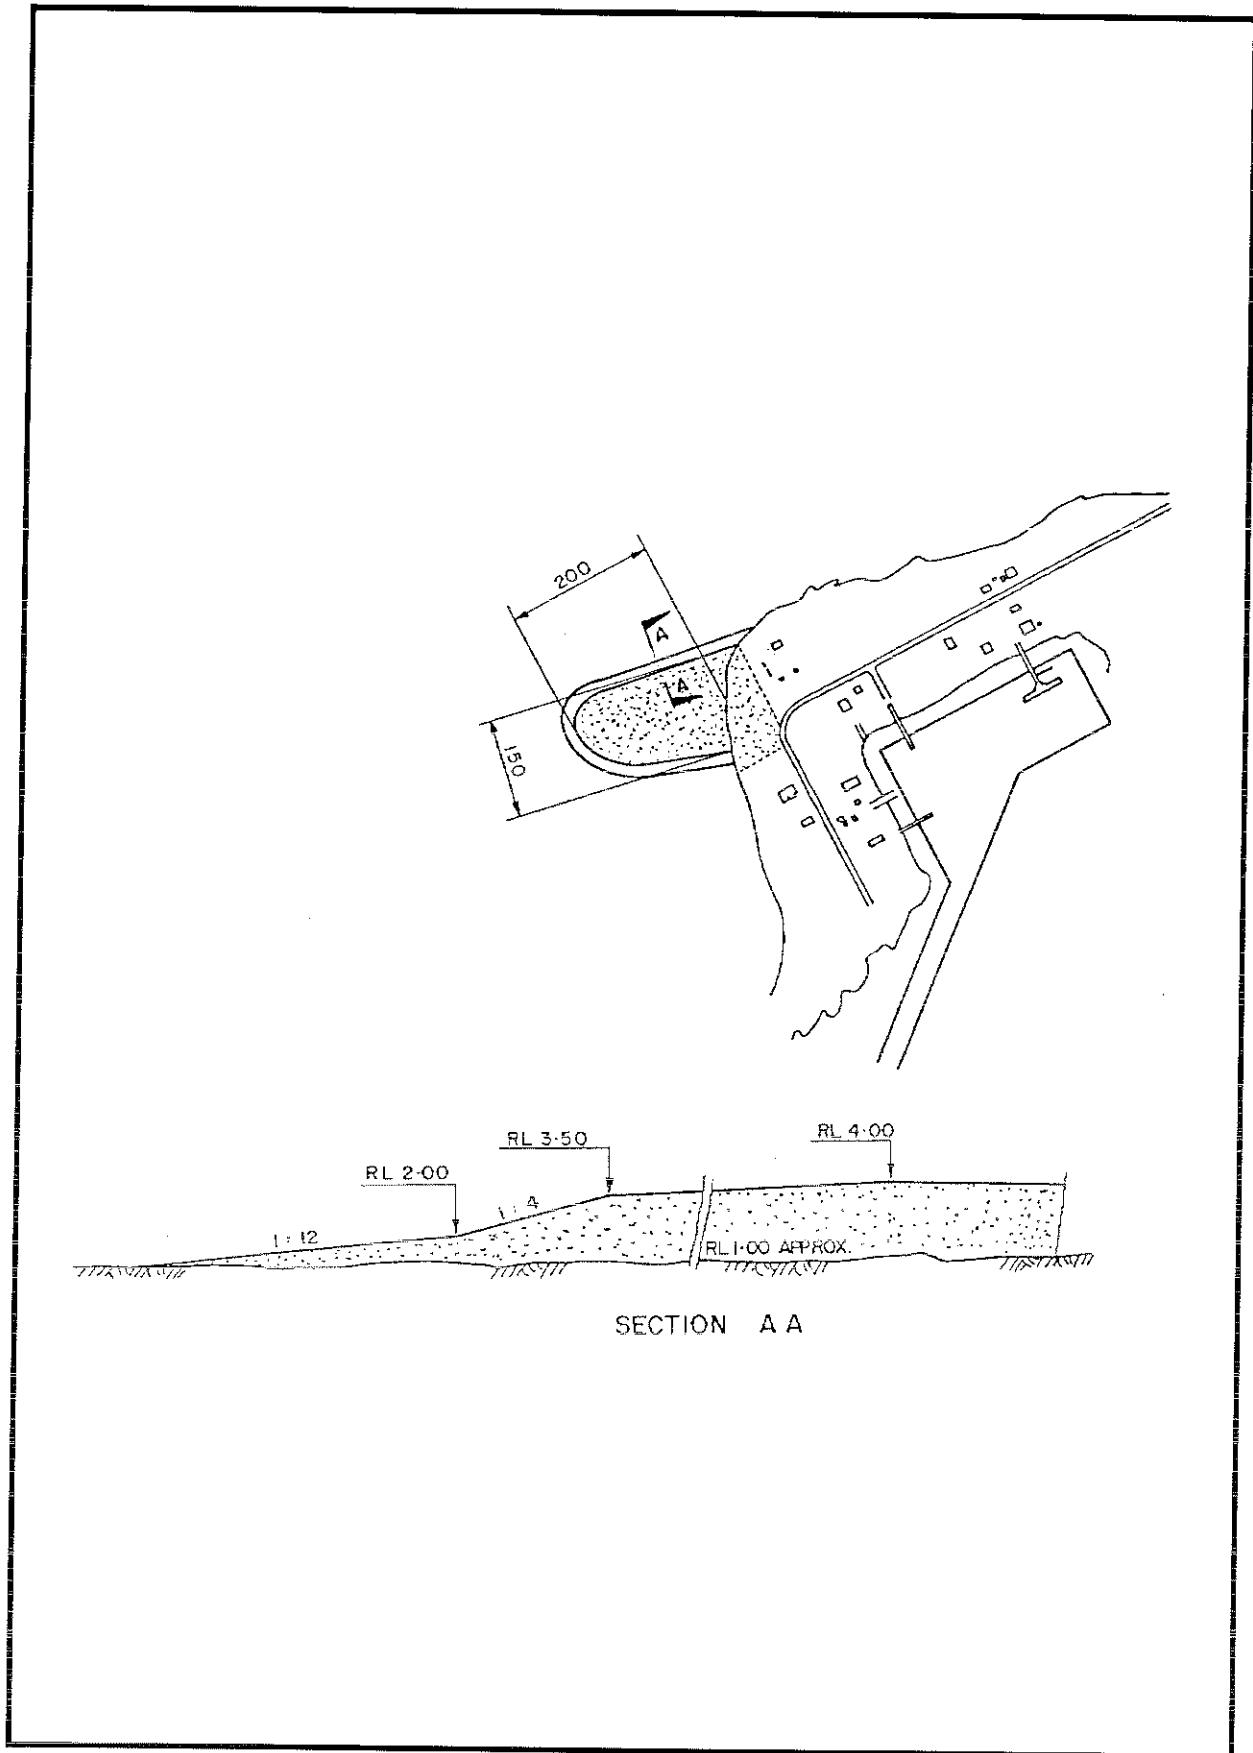 200
A
A
150
RL 3·50
RL 4·00
RL 2·00
1 : 4
1 : 12
RL 1·00 APPROX.
SECTION A A